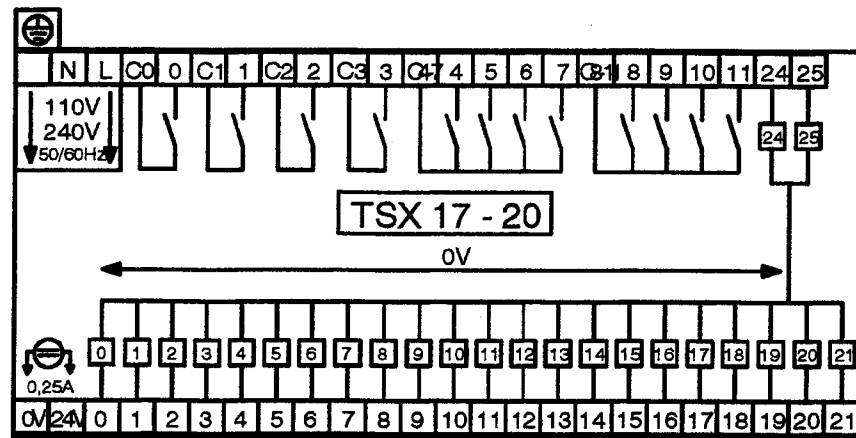 N L C0 0 C1 1 C2 2 C3 3 C47 4 5 6 7 C811 8 9 10 11 24 25
110V
240V
50/60Hz
24 25
TSX 17 - 20
0V
0 1 2 3 4 5 6 7 8 9 10 11 12 13 14 15 16 17 18 19 20 21
0,25A
0V 24V 0 1 2 3 4 5 6 7 8 9 10 11 12 13 14 15 16 17 18 19 20 21